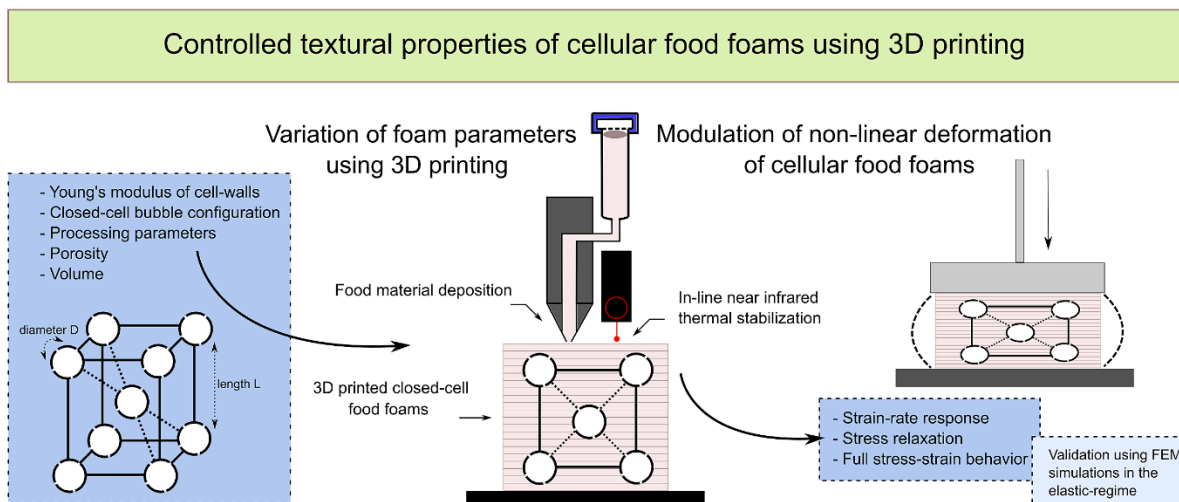 Controlled textural properties of cellular food foams using 3D printing
Variation of foam parameters
using 3D printing
Modulation of non-linear deformation
of cellular food foams
- Young's modulus of cell-walls
- Closed-cell bubble configuration
- Processing parameters
- Porosity
- Volume
diameter D
length L
Food material deposition
In-line near infrared
thermal stabilization
3D printed closed-cell
food foams
- Strain-rate response
- Stress relaxation
- Full stress-strain behavior
Validation using FEM
simulations in the
elastic-regime